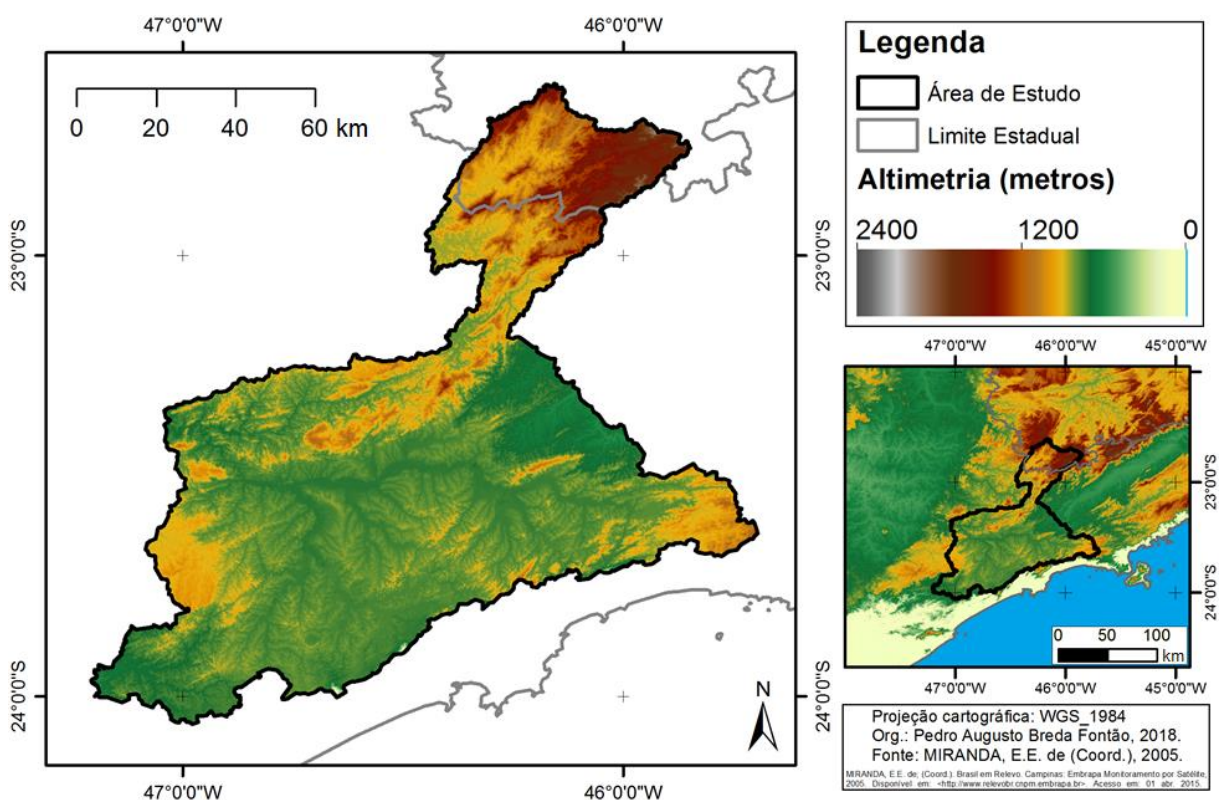 47°0'0"W
46°0'0"W
0
20
40
60 km
23°0'0"S
23°0'0"S
24°0'0"S
24°0'0"S
N
47°0'0"W
46°0'0"W
Legenda
Área de Estudo
Limite Estadual
Altimetria (metros)
2400
1200
0
47°0'0"W
46°0'0"W
45°0'0"W
23°0'0"S
24°0'0"S
0
50
100
km
47°0'0"W
46°0'0"W
45°0'0"W
Projeção cartográfica: WGS_1984
Org.: Pedro Augusto Breda Fontão, 2018.
Fonte: MIRANDA, E.E. de (Coord.), 2005.
MIRANDA, E.E. de; (Coord.). Brasil em Relevo. Campinas: Embrapa Monitoramento por Satélite,
2005. Disponível em: <http://www.relevobr.cnpm.embrapa.br>. Acesso em: 01 abr. 2015.